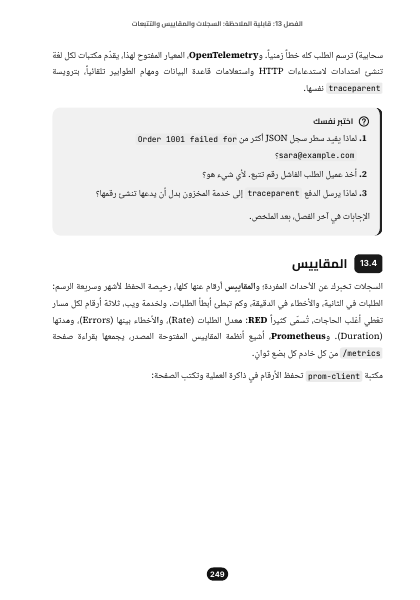 الفصل 13: قابلية الملاحظة: السجلات والمقاييس والتتبعات
سحابية) ترسم الطلب كله خطاً زمنياً. وOpenTelemetry، المعيار المفتوح لهذا، يقدّم مكتبات لكل لغة
تنشئ امتدادات لاستدعاءات HTTP واستعلامات قاعدة البيانات ومهام الطوابير تلقائياً، بترويسة
traceparent نفسها.
اختبر نفسك
1. لماذا يفيد سطر سجل JSON أكثر من Order 1001 failed for
sara@example.com؟
2. أخذ عميل الطلب الفاشل رقم تتبع. لأي شيء هو؟
3. لماذا يرسل الدفع traceparent إلى خدمة المخزون بدل أن يدعها تنشئ رقمها؟
الإجابات في آخر الفصل، بعد الملخص.
13.4 المقاييس
السجلات تخبرك عن الأحداث المفردة؛ والمقاييس أرقام عنها كلها، رخيصة الحفظ لأشهر وسريعة الرسم:
الطلبات في الثانية، والأخطاء في الدقيقة، وكم تبطئ أبطأ الطلبات. ولخدمة ويب، ثلاثة أرقام لكل مسار
تغطي أغلب الحاجات، تُسمّى كثيراً RED: معدل الطلبات (Rate)، والأخطاء بينها (Errors)، ومدتها
(Duration). وPrometheus، أشيع أنظمة المقاييس المفتوحة المصدر، يجمعها بقراءة صفحة
/metrics من كل خادم كل بضع ثوانٍ.
مكتبة prom-client تحفظ الأرقام في ذاكرة العملية وتكتب الصفحة:
249